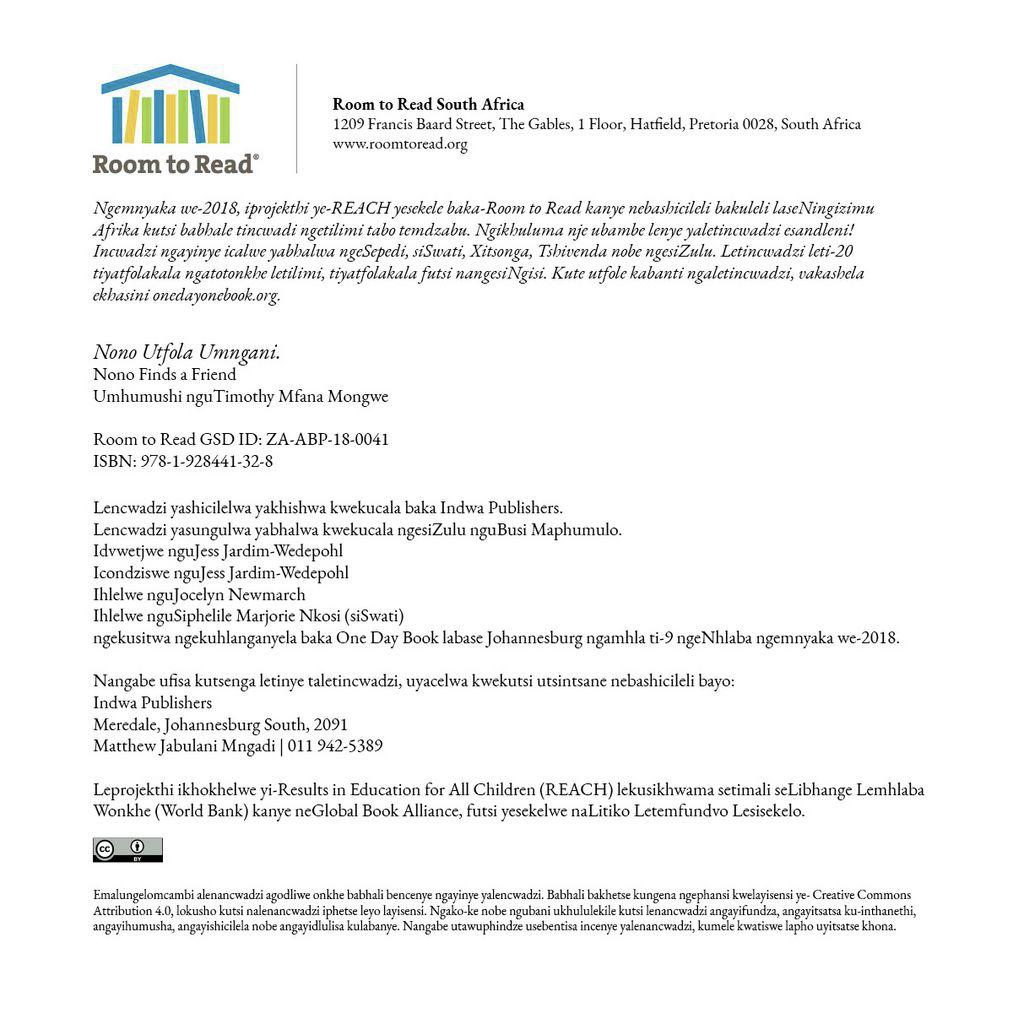 Room to Read®
Room to Read South Africa
1209 Francis Baard Street, The Gables, 1 Floor, Hatfield, Pretoria 0028, South Africa
www.roomtoread.org
Ngemnyaka we-2018, iprojekthi ye-REACH yesekele baka-Room to Read kanye nebashicileli bakuleli laseNingizimu
Afrika kutsi babhale tincwadi ngetilimi tabo temdzabu. Ngikhuluma nje ubambe lenye yaletincwadzi esandleni!
Incwadzi ngayinye icalwe yabhalwa ngeSepedi, siSwati, Xitsonga, Tshivenda nobe ngesiZulu. Letincwadzi leti-20
tiyatfolakala ngatotonkhe letilimi, tiyatfolakala futsi nangesiNgisi. Kute utfole kabanti ngaletincwadzi, vakashela
ekhasini onedayonebook.org.
Nono Utfola Umngani.
Nono Finds a Friend
Umhumushi nguTimothy Mfana Mongwe
Room to Read GSD ID: ZA-ABP-18-0041
ISBN: 978-1-928441-32-8
Lencwadzi yashicilelwa yakhishwa kwekucala baka Indwa Publishers.
Lencwadzi yasungulwa yabhalwa kwekucala ngesiZulu nguBusi Maphumulo.
Idvwetjwe nguJess Jardim-Wedepohl
Icondziswe nguJess Jardim-Wedepohl
Ihlelwe nguJocelyn Newmarch
Ihlelwe nguSiphelile Marjorie Nkosi (siSwati)
ngekusitwa ngekuhlanganyela baka One Day Book labase Johannesburg ngamhla ti-9 ngeNhlaba ngemnyaka we-2018.
Nangabe ufisa kutsenga letinye taletincwadzi, uyacelwa kwekutsi utsintsane nebashicileli bayo:
Indwa Publishers
Meredale, Johannesburg South, 2091
Matthew Jabulani Mngadi | 011 942-5389
Leprojekthi ikhokhelwe yi-Results in Education for All Children (REACH) lekusikhwama setimali seLibhange Lemhlaba
Wonkhe (World Bank) kanye neGlobal Book Alliance, futsi yesekelwe naLitiko Letemfundvo Lesisekelo.
cc BY
Emalungelomcambi alenancwadzi agodliwe onkhe babhali bencenye ngayinye yalencwadzi. Babhali bakhetse kungena ngephansi kwelayisensi ye- Creative Commons
Attribution 4.0, lokusho kutsi nalenancwadzi iphetse leyo layisensi. Ngako-ke nobe ngubani ukhululekile kutsi lenancwadzi angayifundza, angayitsatsa ku-inthanethi,
angayihumusha, angayishicilela nobe angayidlulisa kulabanye. Nangabe utawuphindze usebentisa incenye yalenancwadzi, kumele kwatiswe lapho uyitsatse khona.